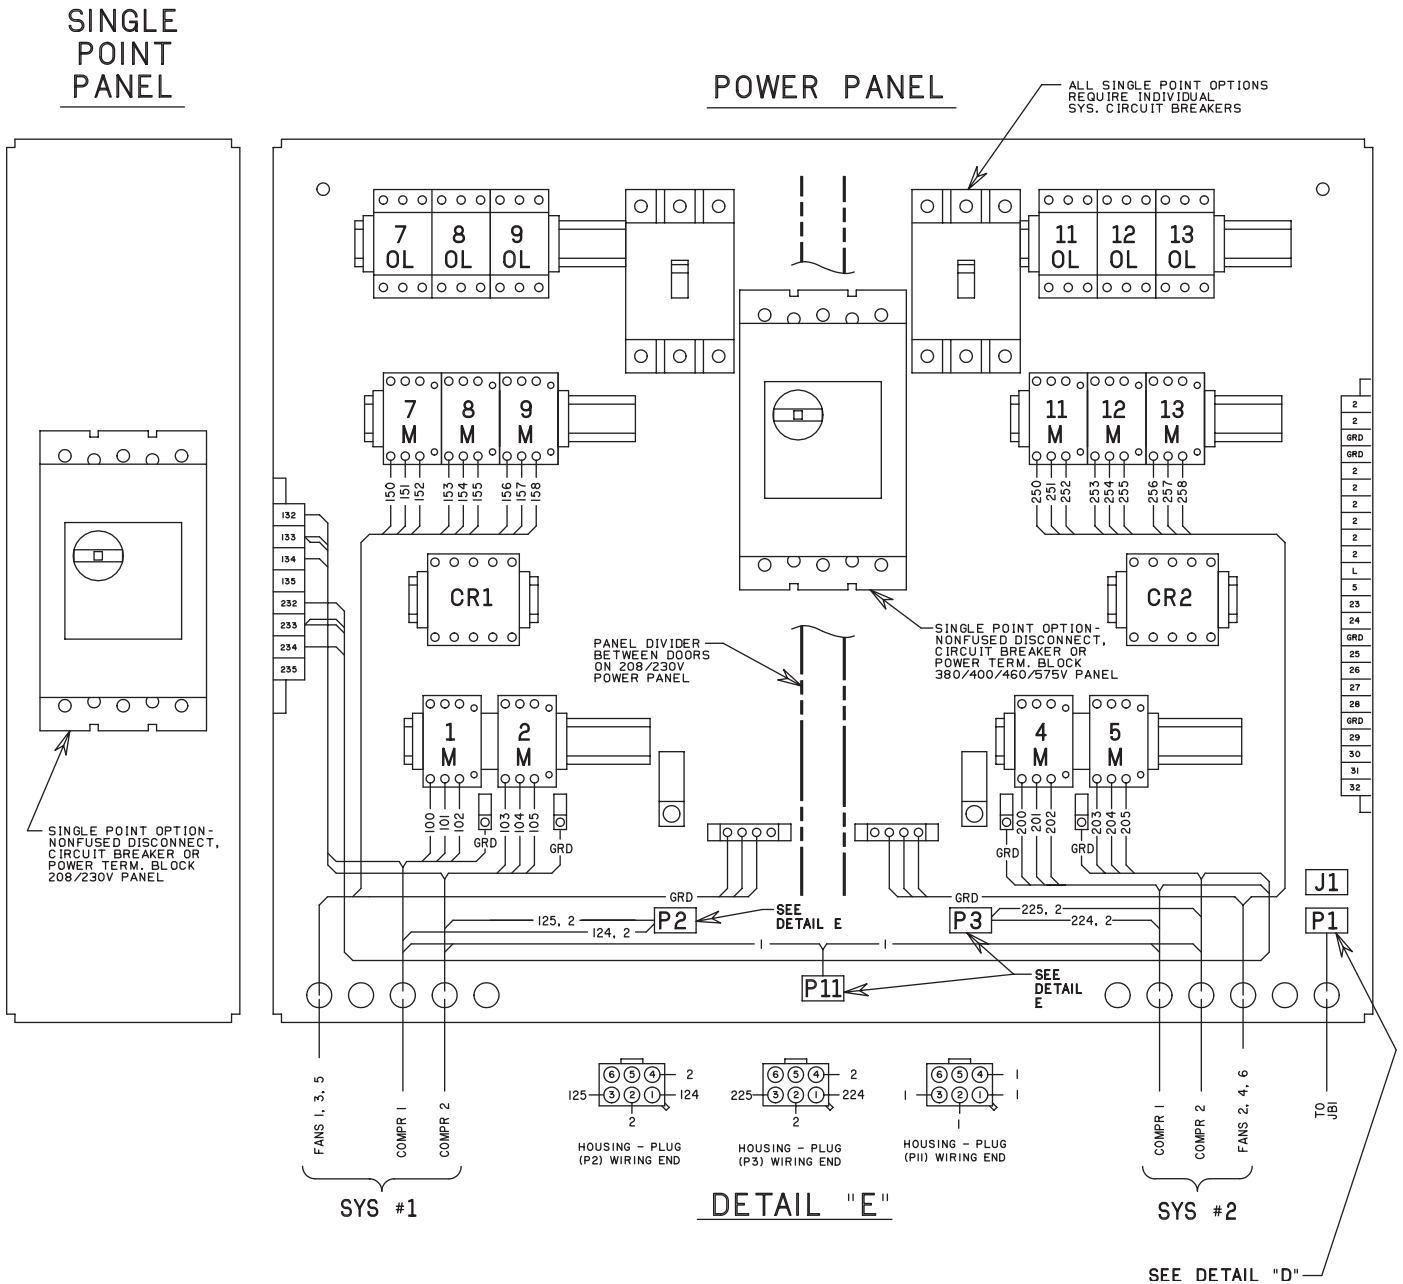 SINGLE
POINT
PANEL
POWER PANEL
ALL SINGLE POINT OPTIONS
REQUIRE INDIVIDUAL
SYS. CIRCUIT BREAKERS
7
OL
8
OL
9
OL
11
OL
12
OL
13
OL
7
M
8
M
9
M
11
M
12
M
13
M
150
151
152
153
154
155
156
157
158
250
251
252
253
254
255
256
257
258
132
133
134
135
232
233
234
235
2
2
GRD
GRD
2
2
2
2
2
2
L
5
23
24
GRD
25
26
27
28
GRD
29
30
31
32
CR1
CR2
PANEL DIVIDER
BETWEEN DOORS
ON 208/230V
POWER PANEL
SINGLE POINT OPTION-
NONFUSED DISCONNECT,
CIRCUIT BREAKER OR
POWER TERM. BLOCK
380/400/460/575V PANEL
1
M
2
M
4
M
5
M
100
101
102
GRD
103
104
105
GRD
GRD
200
201
202
GRD
203
204
205
SINGLE POINT OPTION-
NONFUSED DISCONNECT,
CIRCUIT BREAKER OR
POWER TERM. BLOCK
208/230V PANEL
GRD
GRD
J1
125, 2
124, 2
P2
SEE
DETAIL E
P3
225, 2
224, 2
P1
1
1
P11
SEE
DETAIL
E
FANS 1, 3, 5
COMPR 1
COMPR 2
SYS #1
6 5 4 2
125 3 2 1 124
2
HOUSING - PLUG
(P2) WIRING END
6 5 4 2
225 3 2 1 224
2
HOUSING - PLUG
(P3) WIRING END
6 5 4 1
1 3 2 1 1
1
HOUSING - PLUG
(P11) WIRING END
DETAIL "E"
COMPR 1
COMPR 2
FANS 2, 4, 6
SYS #2
TO
JB1
SEE DETAIL "D"